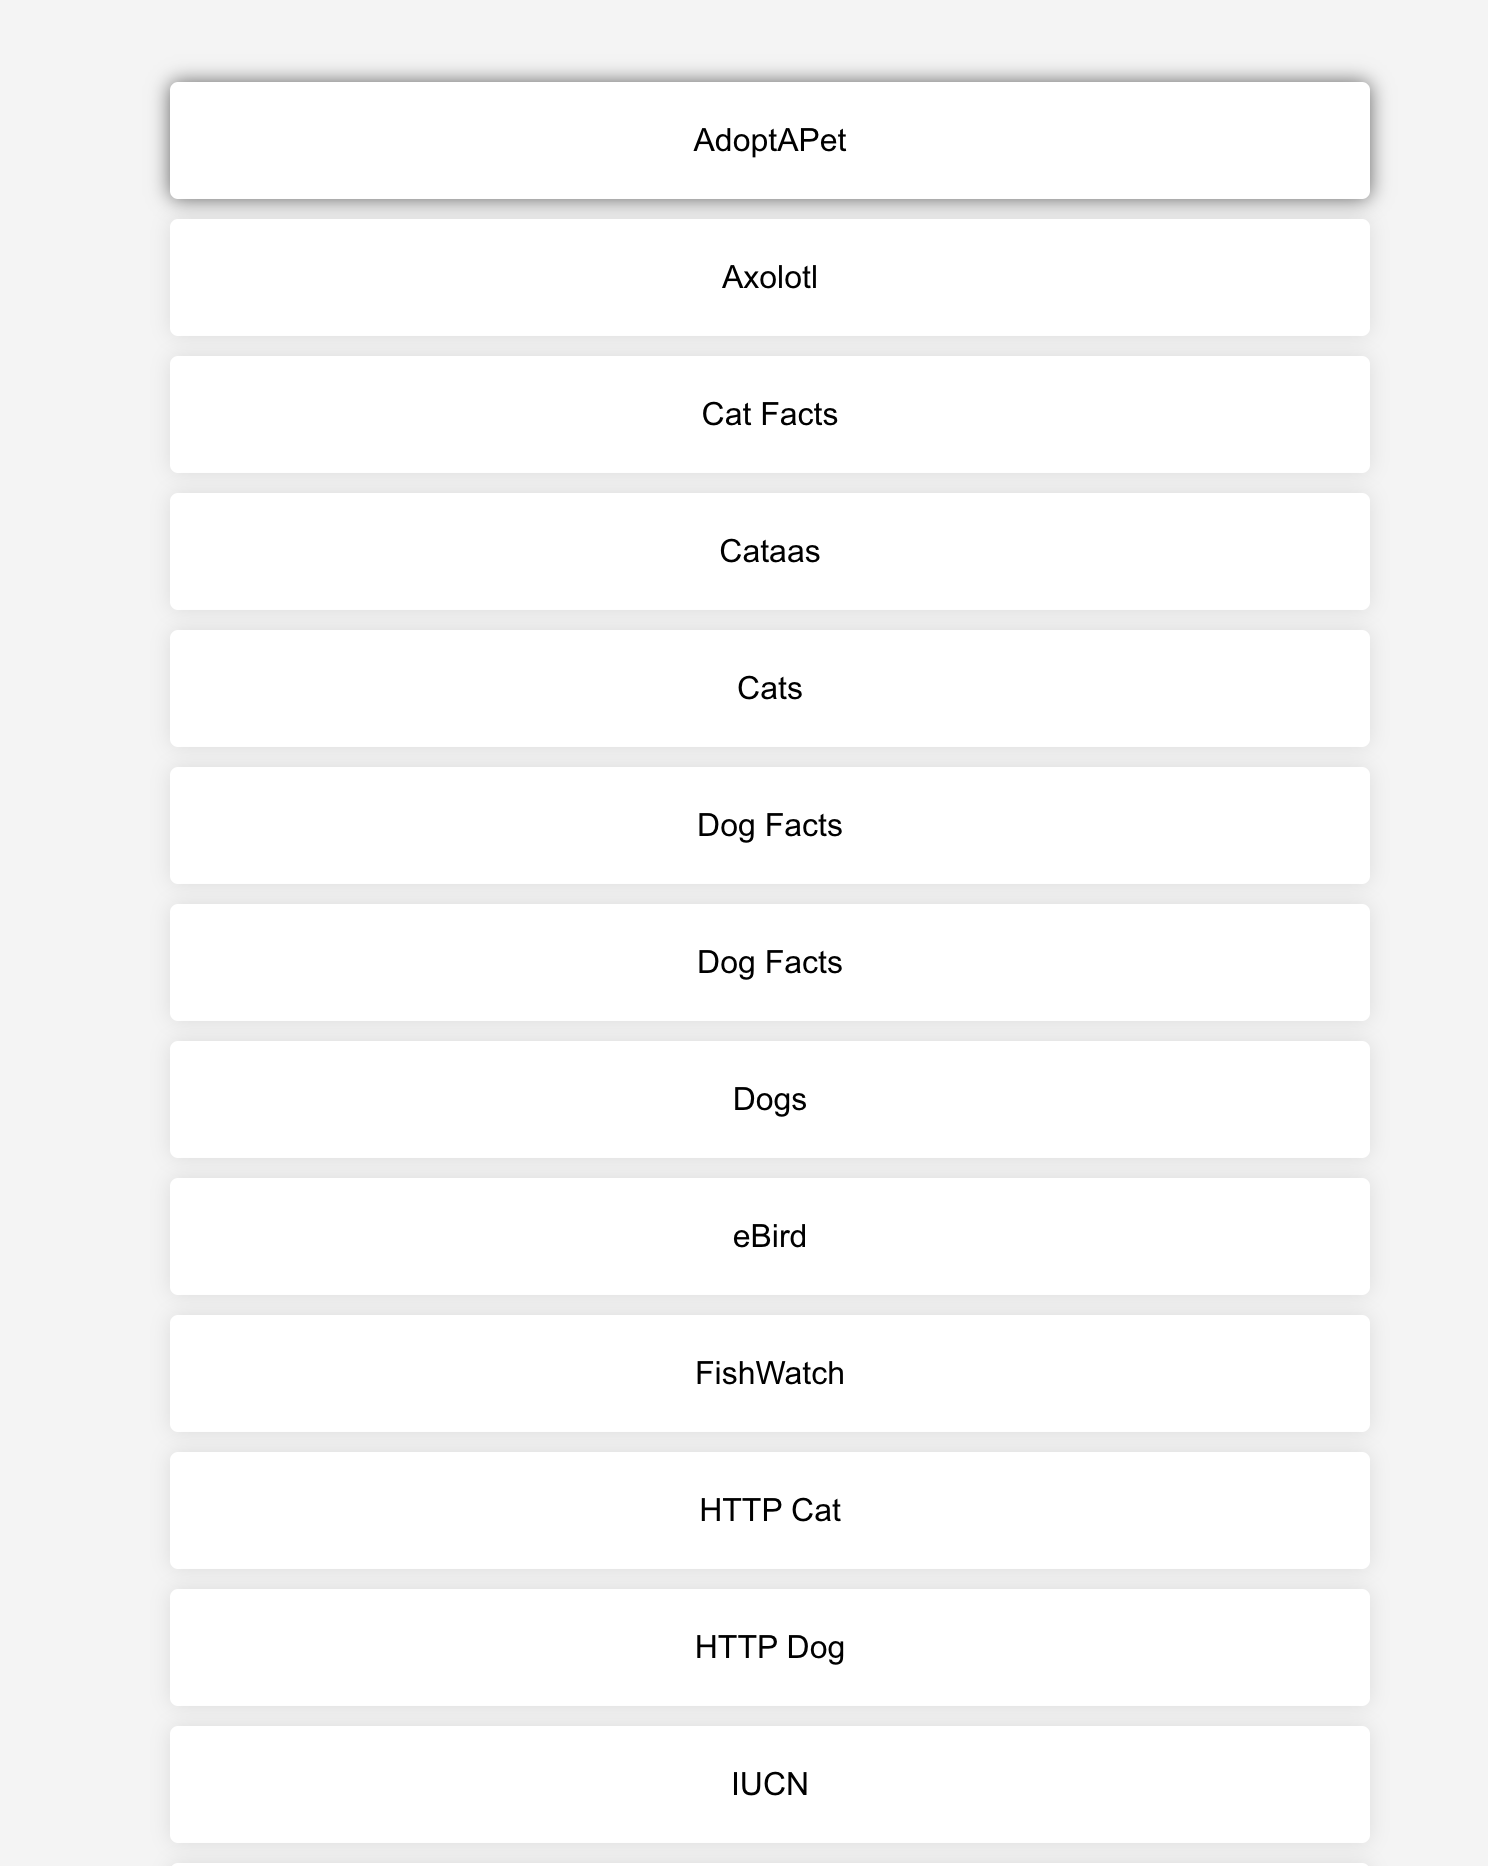 AdoptAPet
Axolotl
Cat Facts
Cataas
Cats
Dog Facts
Dog Facts
Dogs
eBird
FishWatch
HTTP Cat
HTTP Dog
IUCN